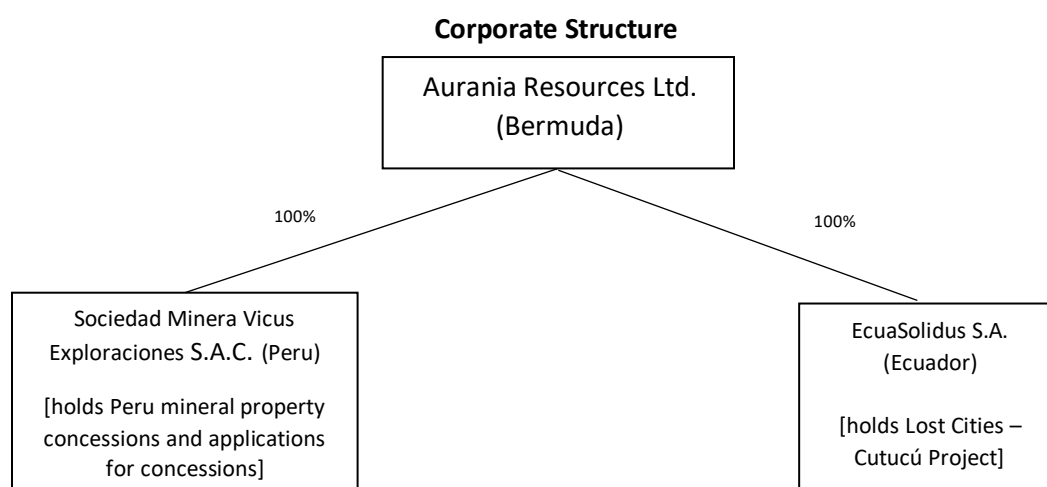 Corporate Structure
Aurania Resources Ltd.
(Bermuda)
100%
100%
Sociedad Minera Vicus
Exploraciones S.A.C. (Peru)
[holds Peru mineral property
concessions and applications
for concessions]
EcuaSolidus S.A.
(Ecuador)
[holds Lost Cities –
Cutucú Project]